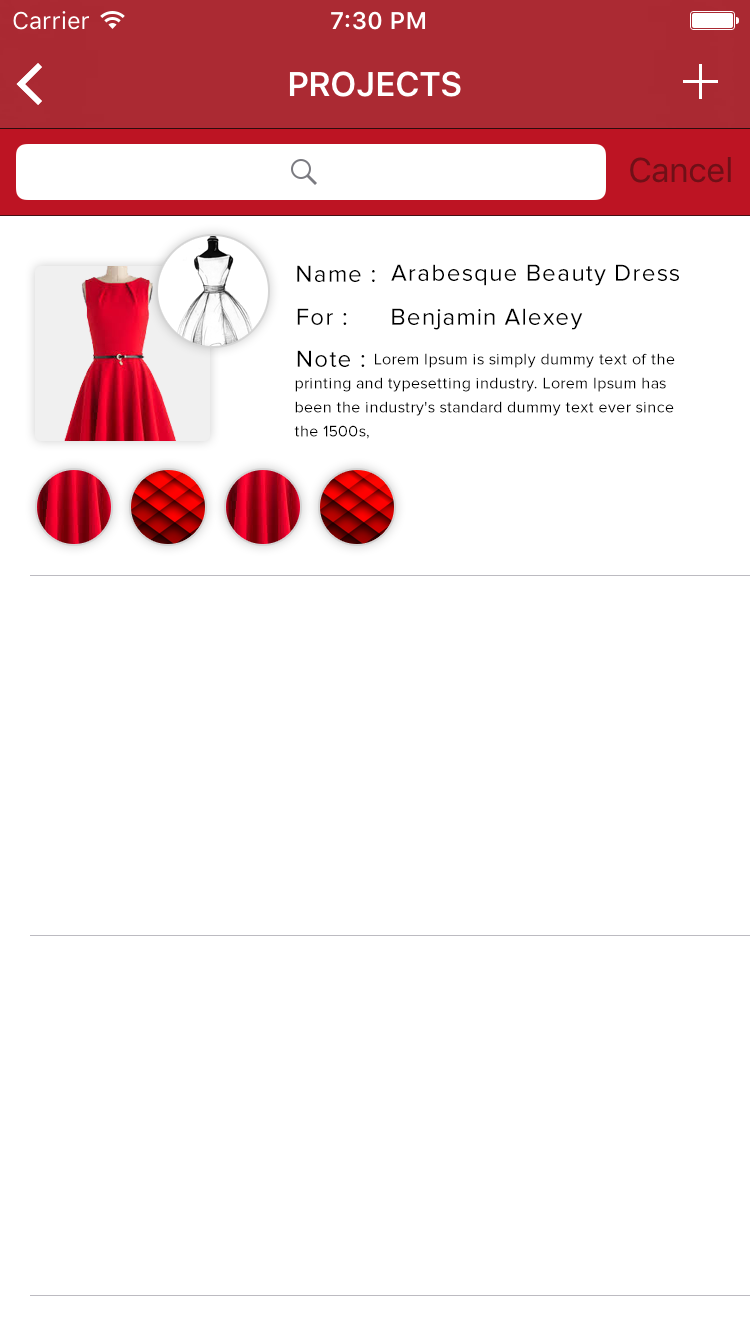 Carrier 7:30 PM
PROJECTS
Cancel
Name : Arabesque Beauty Dress
For : Benjamin Alexey
Note : Lorem Ipsum is simply dummy text of the
printing and typesetting industry. Lorem Ipsum has
been the industry's standard dummy text ever since
the 1500s,